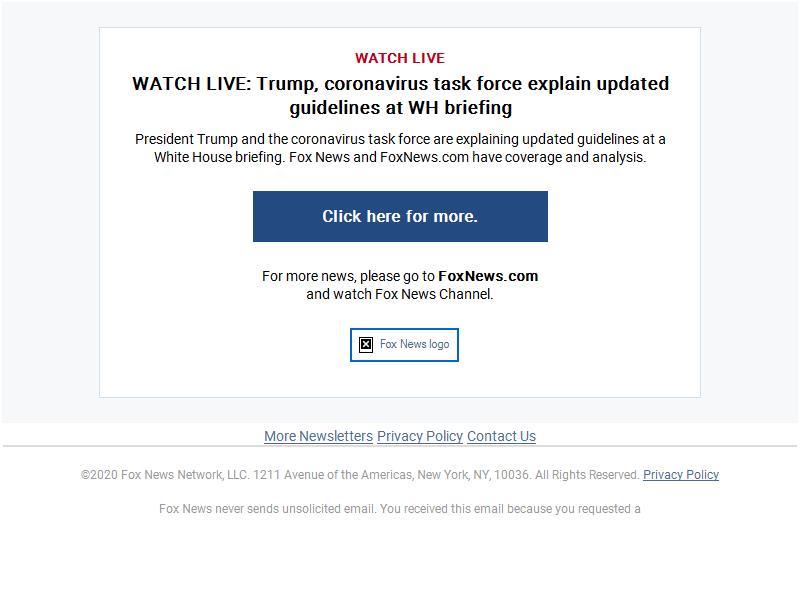 WATCH LIVE
WATCH LIVE: Trump, coronavirus task force explain updated
guidelines at WH briefing
President Trump and the coronavirus task force are explaining updated guidelines at a
White House briefing. Fox News and FoxNews.com have coverage and analysis.
Click here for more.
For more news, please go to FoxNews.com
and watch Fox News Channel.
Fox News logo
More Newsletters Privacy Policy Contact Us
©2020 Fox News Network, LLC. 1211 Avenue of the Americas, New York, NY, 10036. All Rights Reserved. Privacy Policy
Fox News never sends unsolicited email. You received this email because you requested a